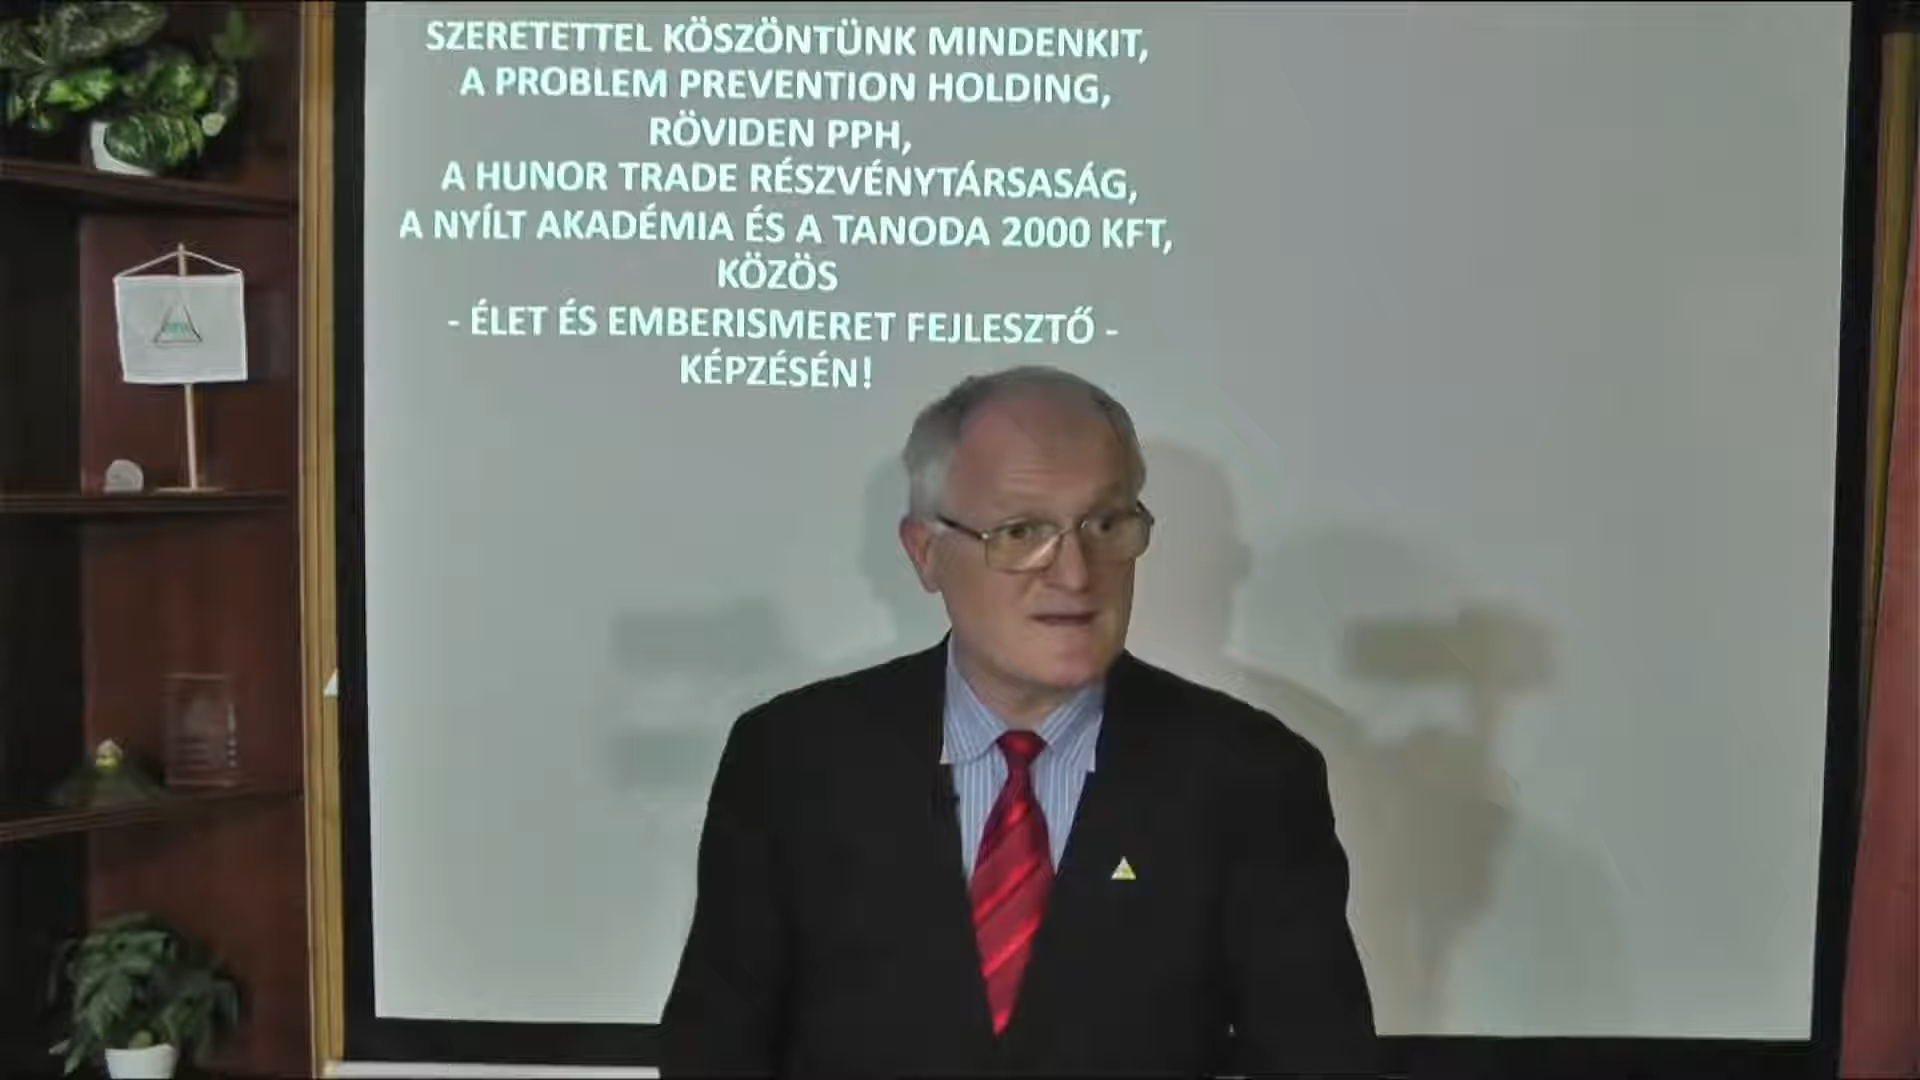 SZERETETTEL KÖSZÖNTÜNK MINDENKIT,
A PROBLEM PREVENTION HOLDING,
RÖVIDEN PPH,
A HUNOR TRADE RÉSZVÉNYTÁRSASÁG,
A NYÍLT AKADÉMIA ÉS A TANODA 2000 KFT,
KÖZÖS
- ÉLET ÉS EMBERISMERET FEJLESZTŐ -
KÉPZÉSÉN!